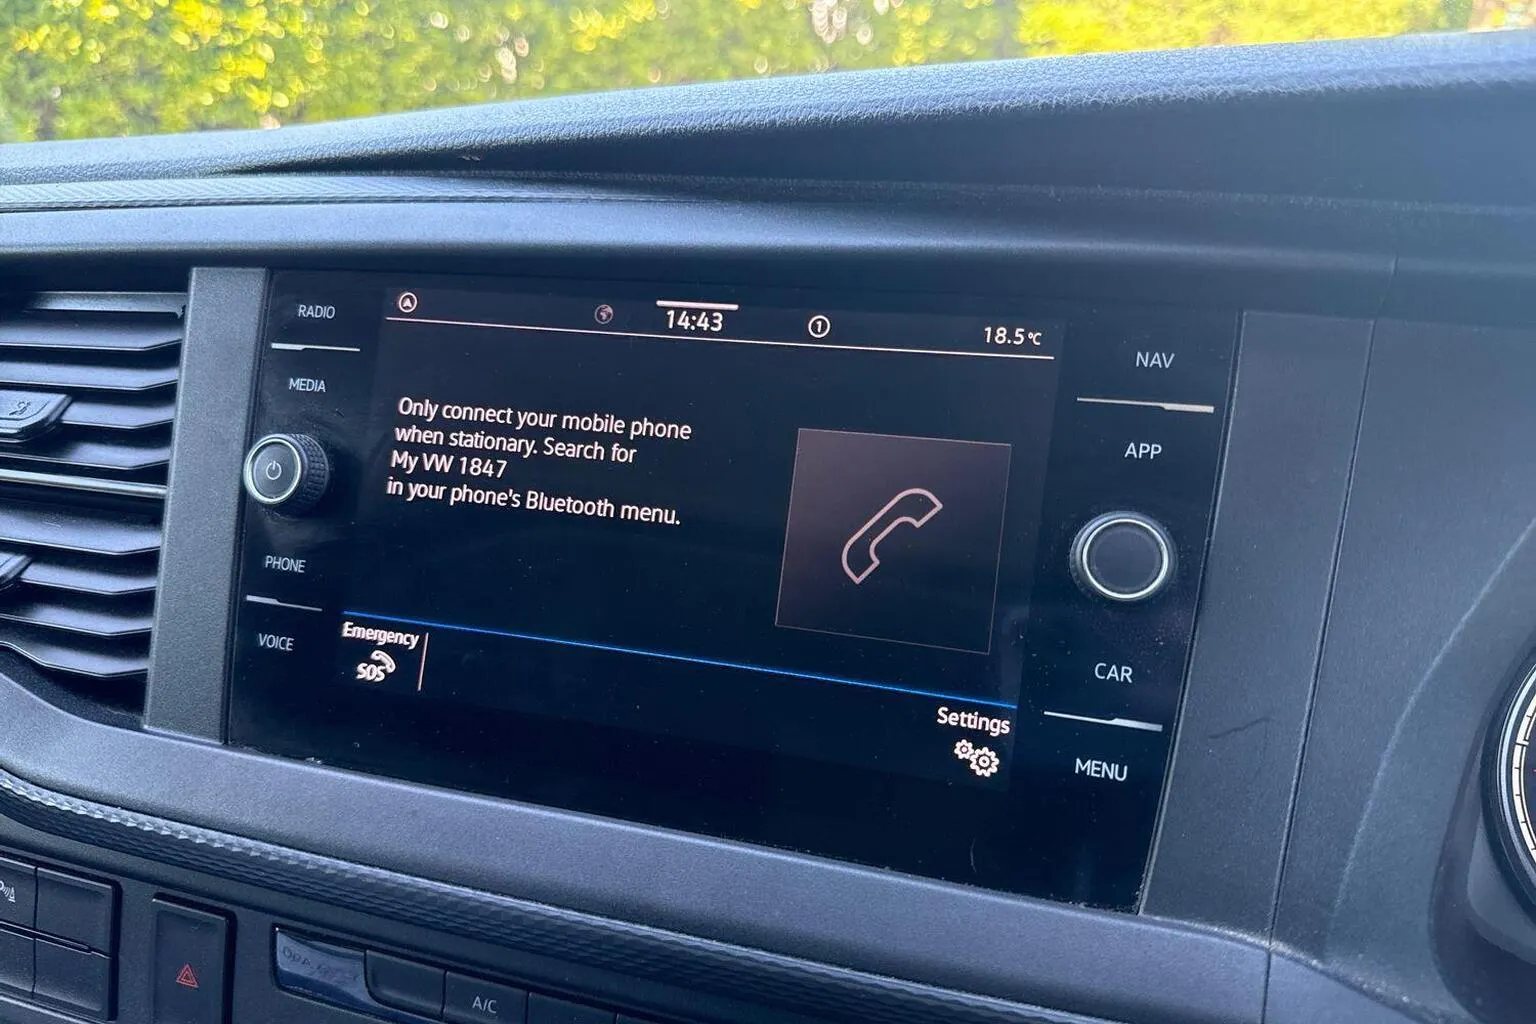 RADIO
MEDIA
PHONE
VOICE
14:43
1
18.5°C
Only connect your mobile phone
when stationary. Search for
My VW 1847
in your phone's Bluetooth menu.
Emergency
SOS
Settings
NAV
APP
CAR
MENU
A/C